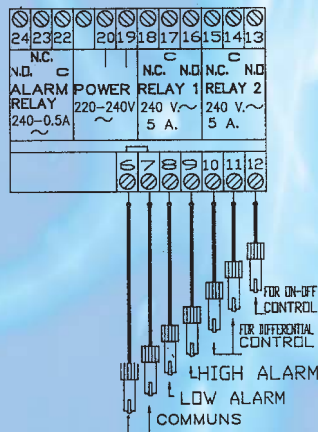 24 23 22 20 19 18 17 16 15 14 13
N.C. C C
N.O. C N.C. N.O N.C. N.O
ALARM POWER RELAY 1 RELAY 2
RELAY 220-240V 240 V.~ 240 V.~
240-0.5A ~ 5 A. 5 A.
~
6 7 8 9 10 11 12
FOR ON-OFF
CONTROL
FOR DIFFERENTIAL
CONTROL
HIGH ALARM
LOW ALARM
COMMUNS